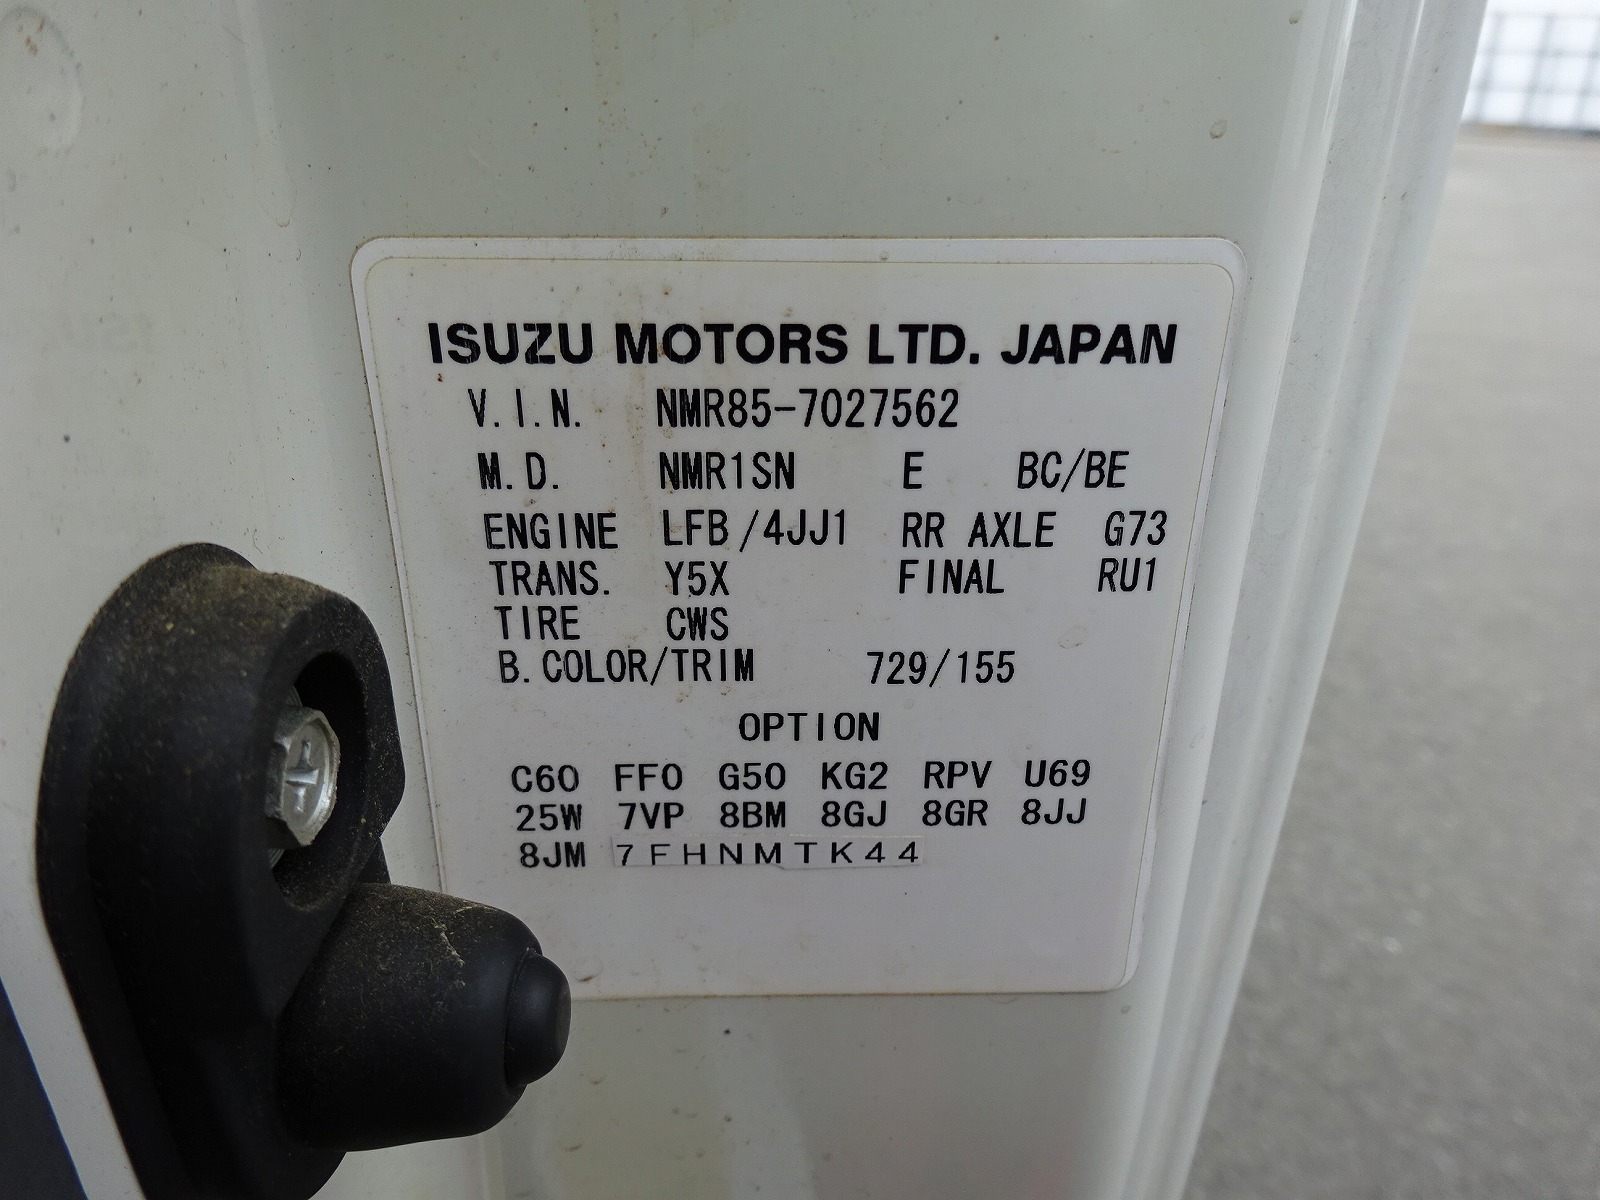 ISUZU MOTORS LTD. JAPAN
V.I.N. NMR85-7027562
M.D. NMR1SN E BC/BE
ENGINE LFB/4JJ1 RR AXLE G73
TRANS. Y5X FINAL RU1
TIRE CWS
B.COLOR/TRIM 729/155
OPTION
C60 FF0 G50 KG2 RPV U69
25W 7VP 8BM 8GJ 8GR 8JJ
8JM 7FHNMTK44